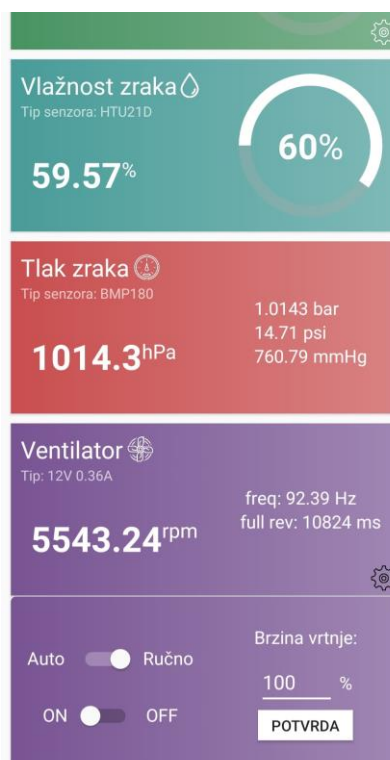 Vlažnost zraka
Tip senzora: HTU21D
59.57%
60%
Tlak zraka
Tip senzora: BMP180
1014.3hPa
1.0143 bar
14.71 psi
760.79 mmHg
Ventilator
Tip: 12V 0.36A
5543.24rpm
freq: 92.39 Hz
full rev: 10824 ms
Auto Ručno
ON OFF
Brzina vrtnje:
100 %
POTVRDA